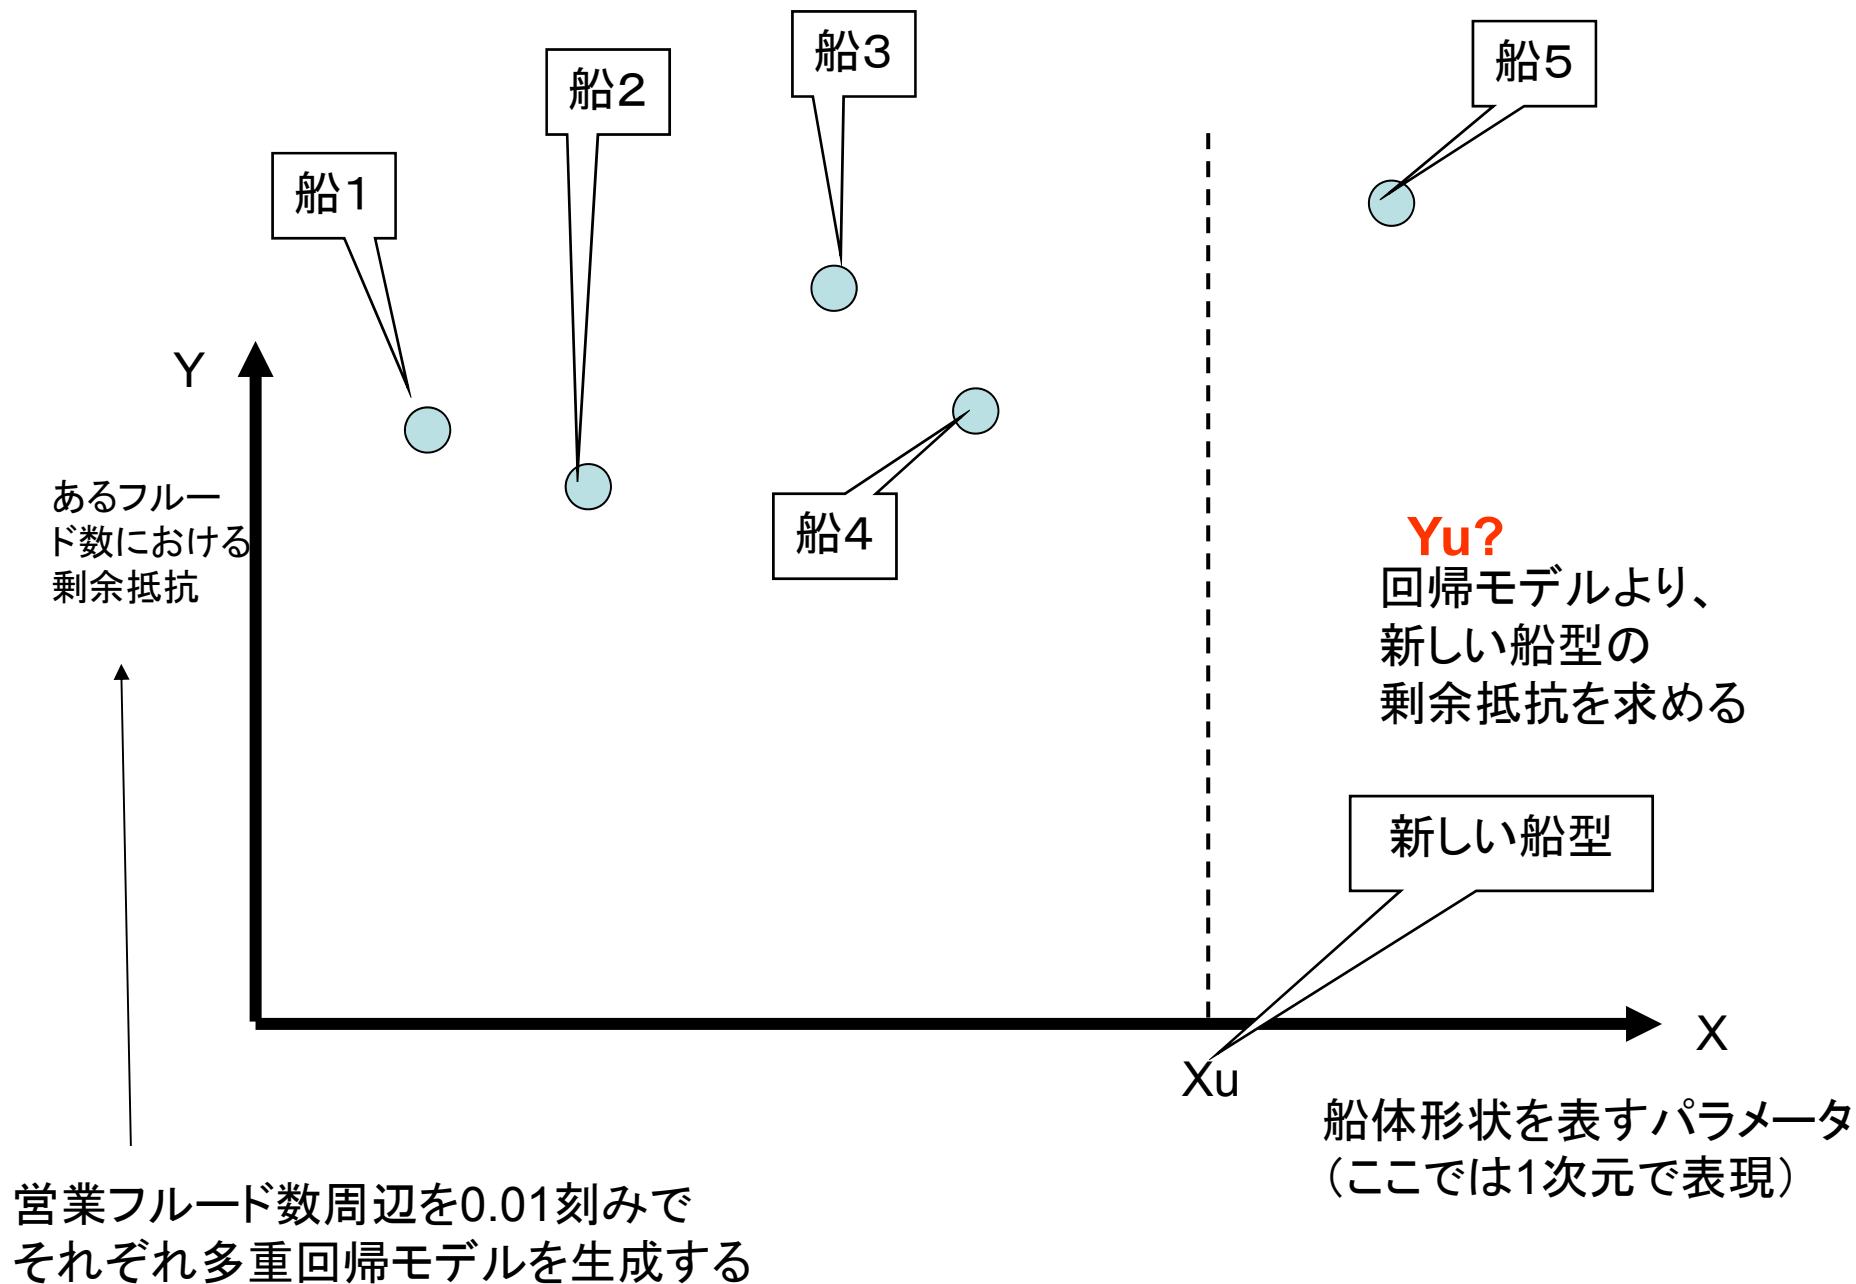 船3
船5
船2
船1
Y
あるフルー
ド数における
剰余抵抗
船4
Yu?
回帰モデルより、
新しい船型の
剰余抵抗を求める
新しい船型
X
Xu
船体形状を表すパラメータ
（ここでは1次元で表現）
営業フルード数周辺を0.01刻みで
それぞれ多重回帰モデルを生成する